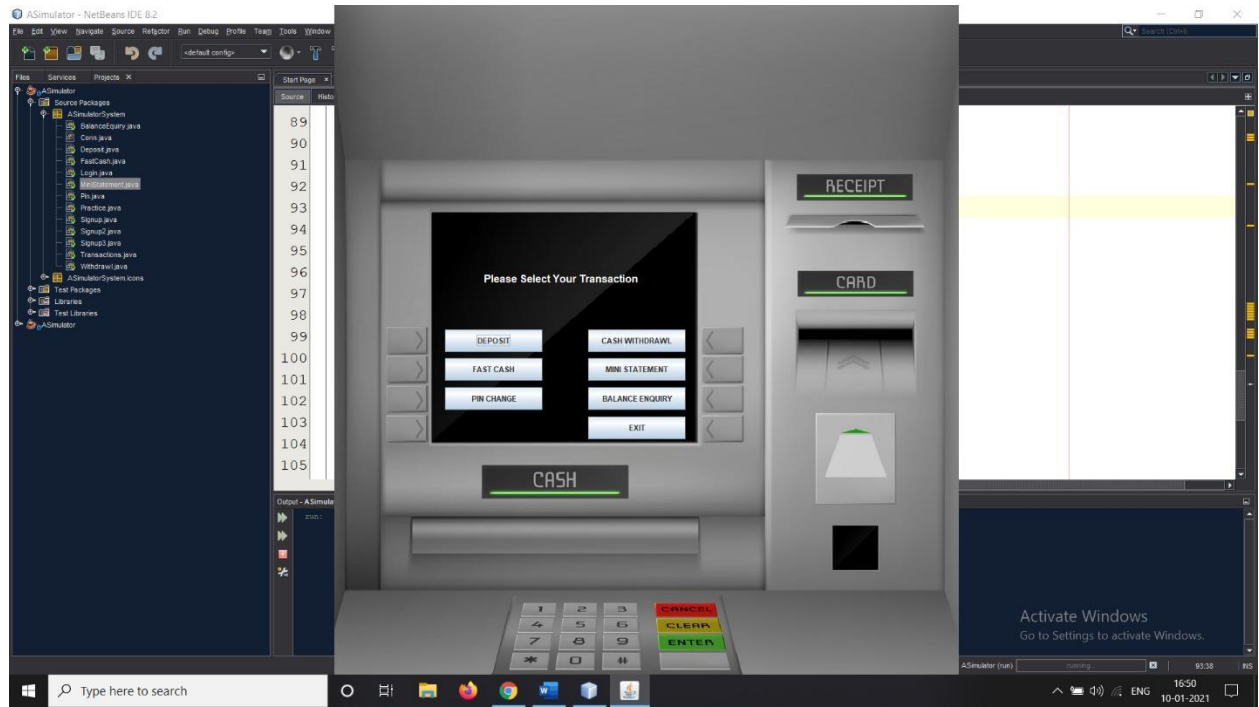 ASimulator - NetBeans IDE 8.2
File Edit View Navigate Source Refactor Run Debug Profile Team Tools Window
Search (Ctrl+I)
<default config>
Files Services Projects X
Start Page
Source Histo
ASimulator
Source Packages
ASimulatorSystem
BalanceEquiry.java
Conn.java
Deposit.java
FastCash.java
Login.java
MiniStatement.java
Pin.java
Practice.java
Signup.java
Signup2.java
Signup3.java
Transactions.java
Withdrawl.java
ASimulatorSystem.icons
Test Packages
Libraries
Test Libraries
ASimulator
89
90
91
92
93
94
95
96
97
98
99
100
101
102
103
104
105
RECEIPT
CARD
Please Select Your Transaction
DEPOSIT CASH WITHDRAWL
FAST CASH MINI STATEMENT
PIN CHANGE BALANCE ENQUIRY
EXIT
CASH
1 2 3 CANCEL
4 5 6 CLEAR
7 8 9 ENTER
* 0 #
Output - ASimula
run:
Activate Windows
Go to Settings to activate Windows.
ASimulator (run) running... 93:38 INS
Type here to search
ENG
16:50
10-01-2021